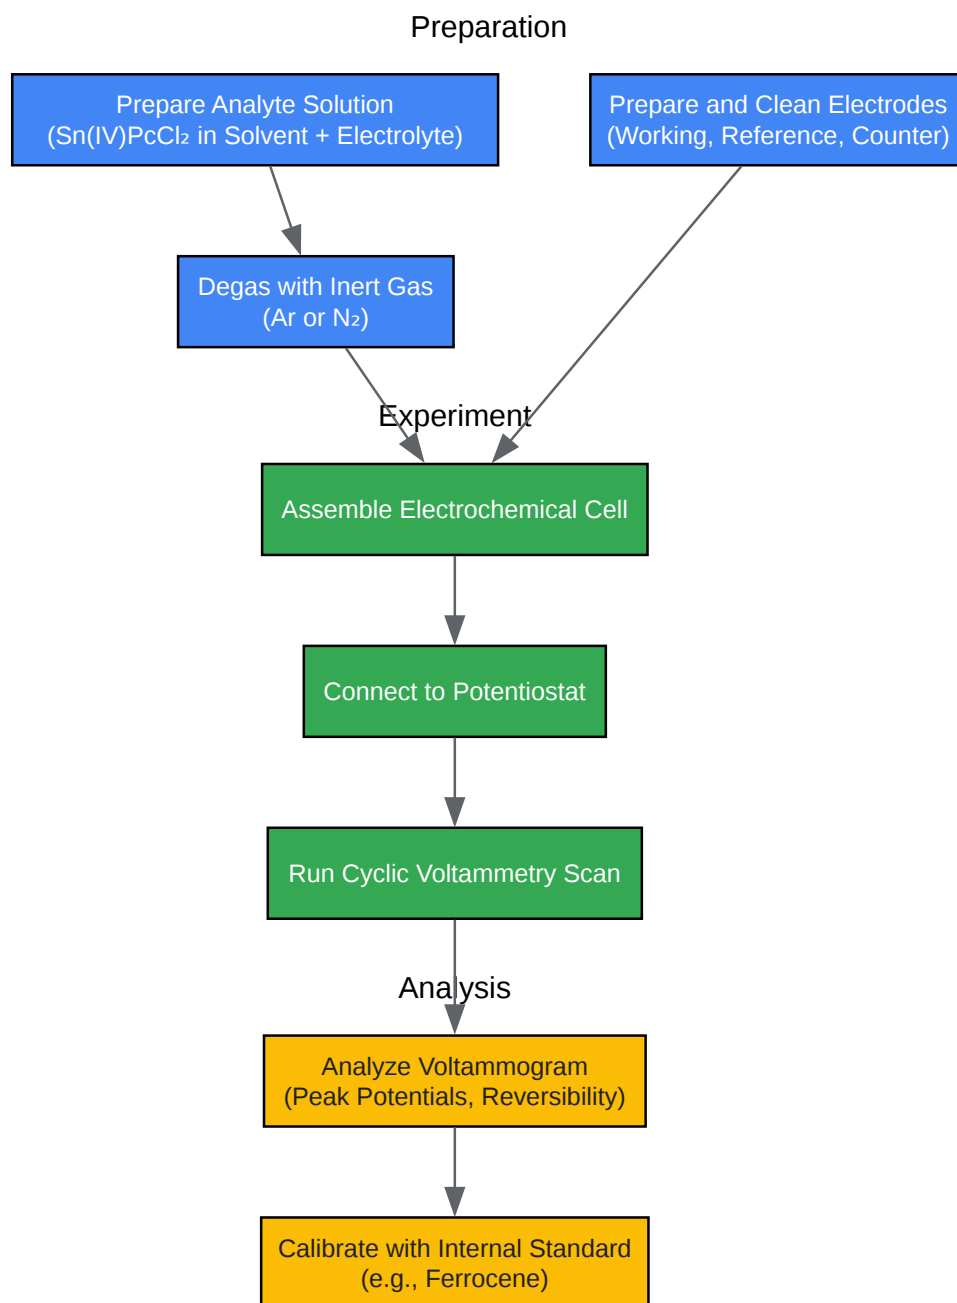 Preparation
Prepare Analyte Solution
(Sn(IV)PcCl₂ in Solvent + Electrolyte)
Prepare and Clean Electrodes
(Working, Reference, Counter)
Degas with Inert Gas
(Ar or N₂)
Experiment
Assemble Electrochemical Cell
Connect to Potentiostat
Run Cyclic Voltammetry Scan
Analysis
Analyze Voltammogram
(Peak Potentials, Reversibility)
Calibrate with Internal Standard
(e.g., Ferrocene)